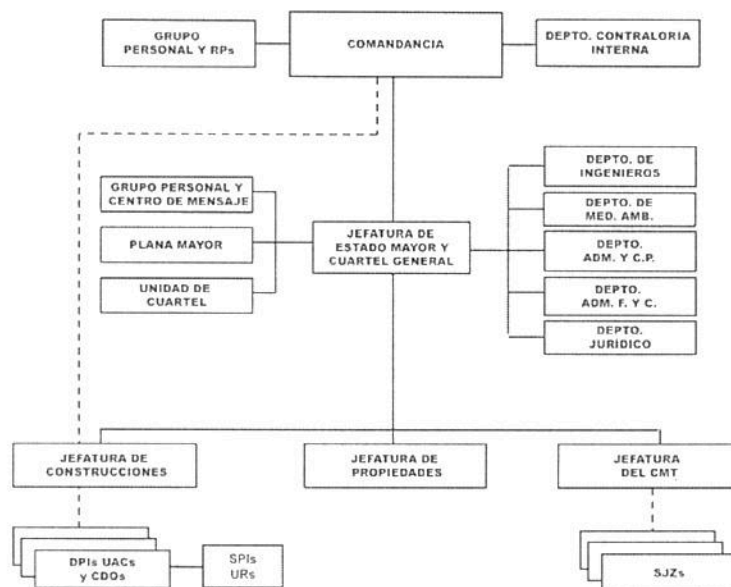 GRUPO
PERSONAL Y RPs
COMANDANCIA
DEPTO. CONTRALORIA
INTERNA
GRUPO PERSONAL Y
CENTRO DE MENSAJE
PLANA MAYOR
UNIDAD DE
CUARTEL
JEFATURA DE
ESTADO MAYOR Y
CUARTEL GENERAL
DEPTO. DE
INGENIEROS
DEPTO. DE
MED. AMB.
DEPTO.
ADM. Y C.P.
DEPTO.
ADM. F. Y C.
DEPTO.
JURÍDICO
JEFATURA DE
CONSTRUCCIONES
JEFATURA DE
PROPIEDADES
JEFATURA
DEL CMT
DPIs UACs
y CDOs
SPIs
URs
SJZs